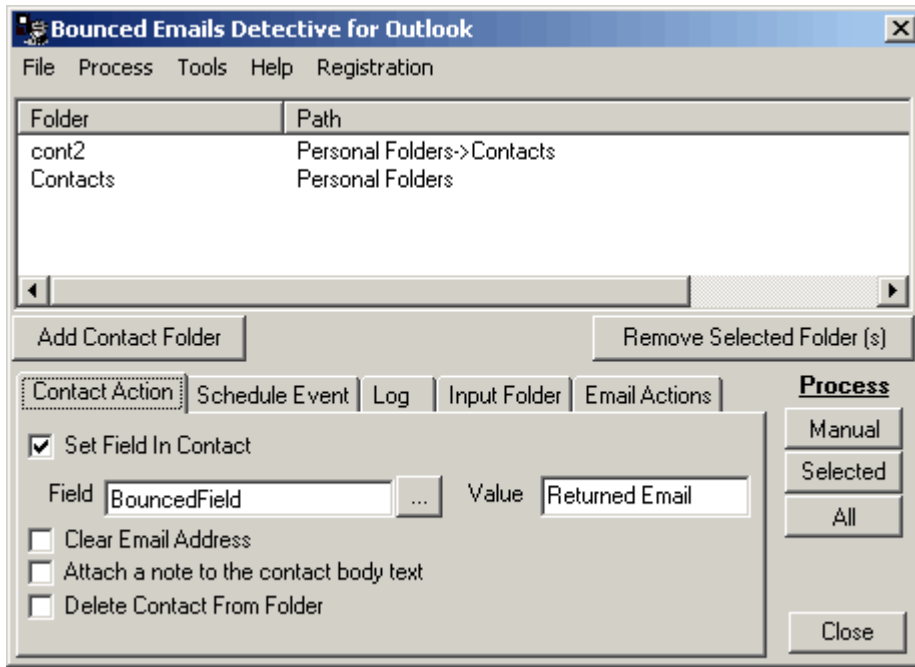 Bounced Emails Detective for Outlook
File Process Tools Help Registration
Folder Path
cont2 Personal Folders->Contacts
Contacts Personal Folders
Add Contact Folder Remove Selected Folder (s)
Contact Action Schedule Event Log Input Folder Email Actions Process
Set Field In Contact Manual
Field BouncedField ... Value Returned Email Selected
All
Clear Email Address
Attach a note to the contact body text
Delete Contact From Folder
Close